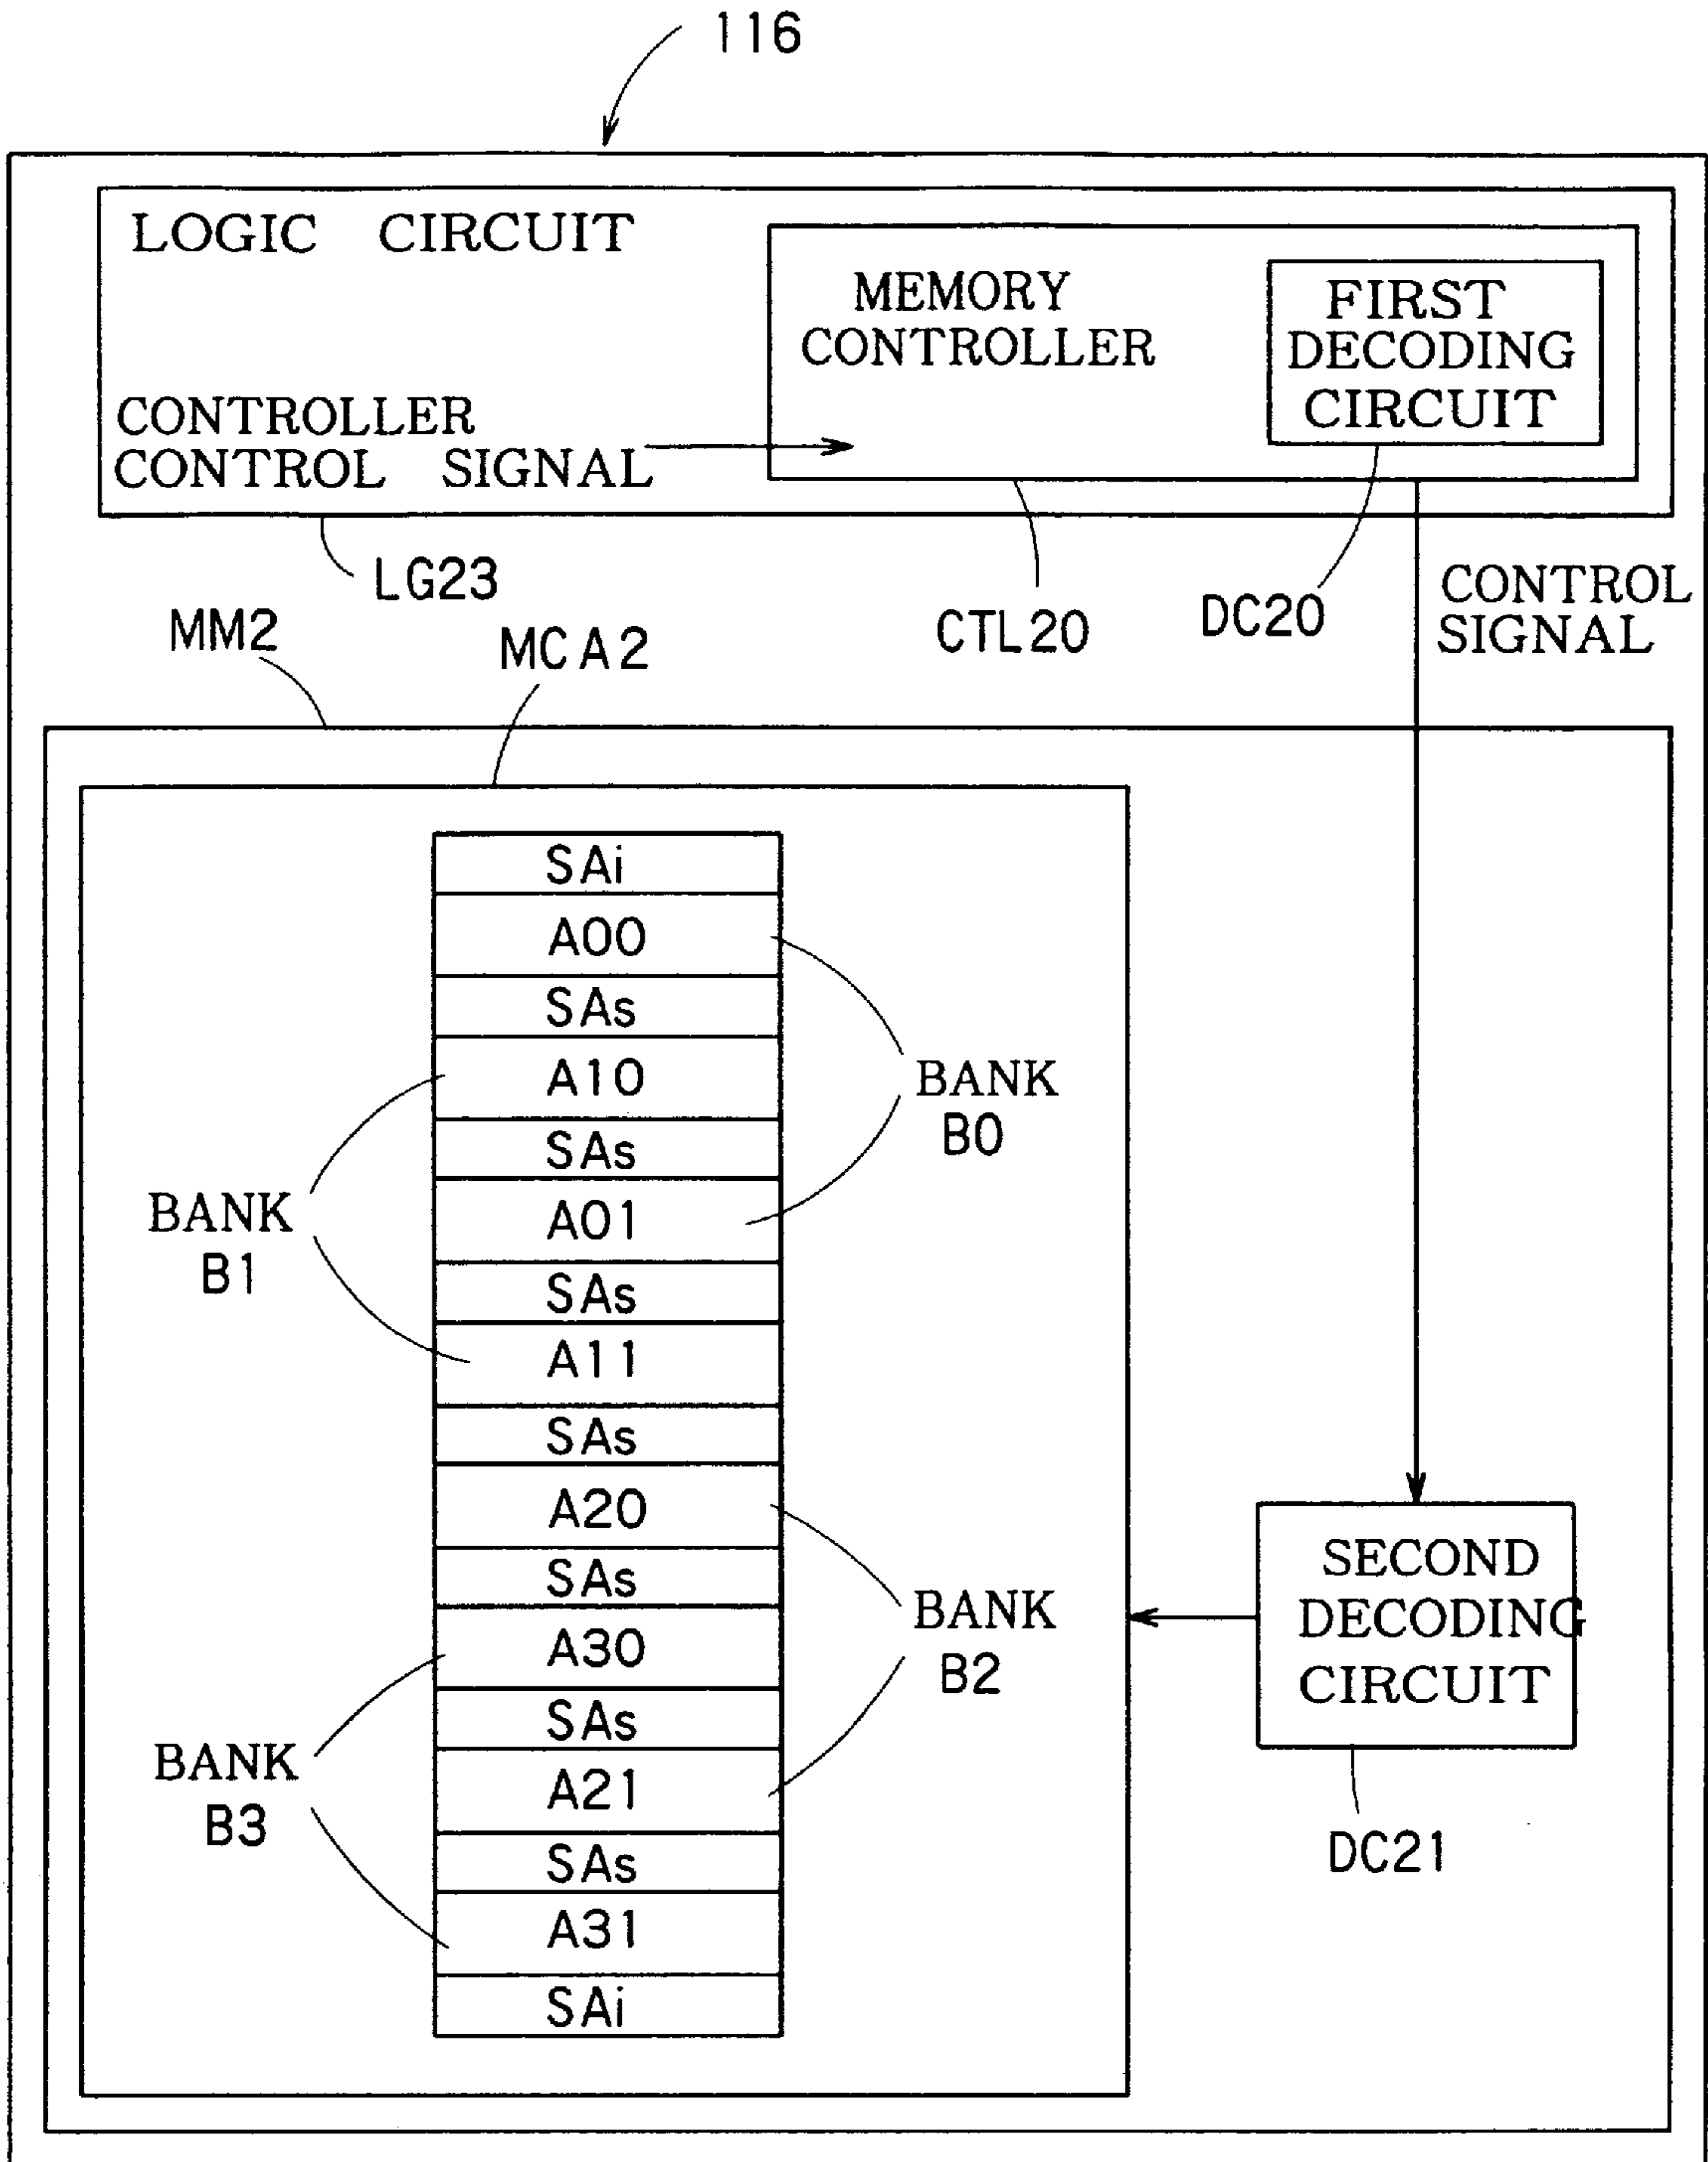 116
LOGIC CIRCUIT
MEMORY
CONTROLLER
FIRST
DECODING
CIRCUIT
CONTROLLER
CONTROL SIGNAL
LG23
CTL20
DC20
CONTROL
SIGNAL
MM2
MCA2
SAi
A00
SAs
A10
SAs
A01
SAs
A11
SAs
A20
SAs
A30
SAs
A21
SAs
A31
SAi
BANK
B0
BANK
B1
BANK
B2
BANK
B3
SECOND
DECODING
CIRCUIT
DC21